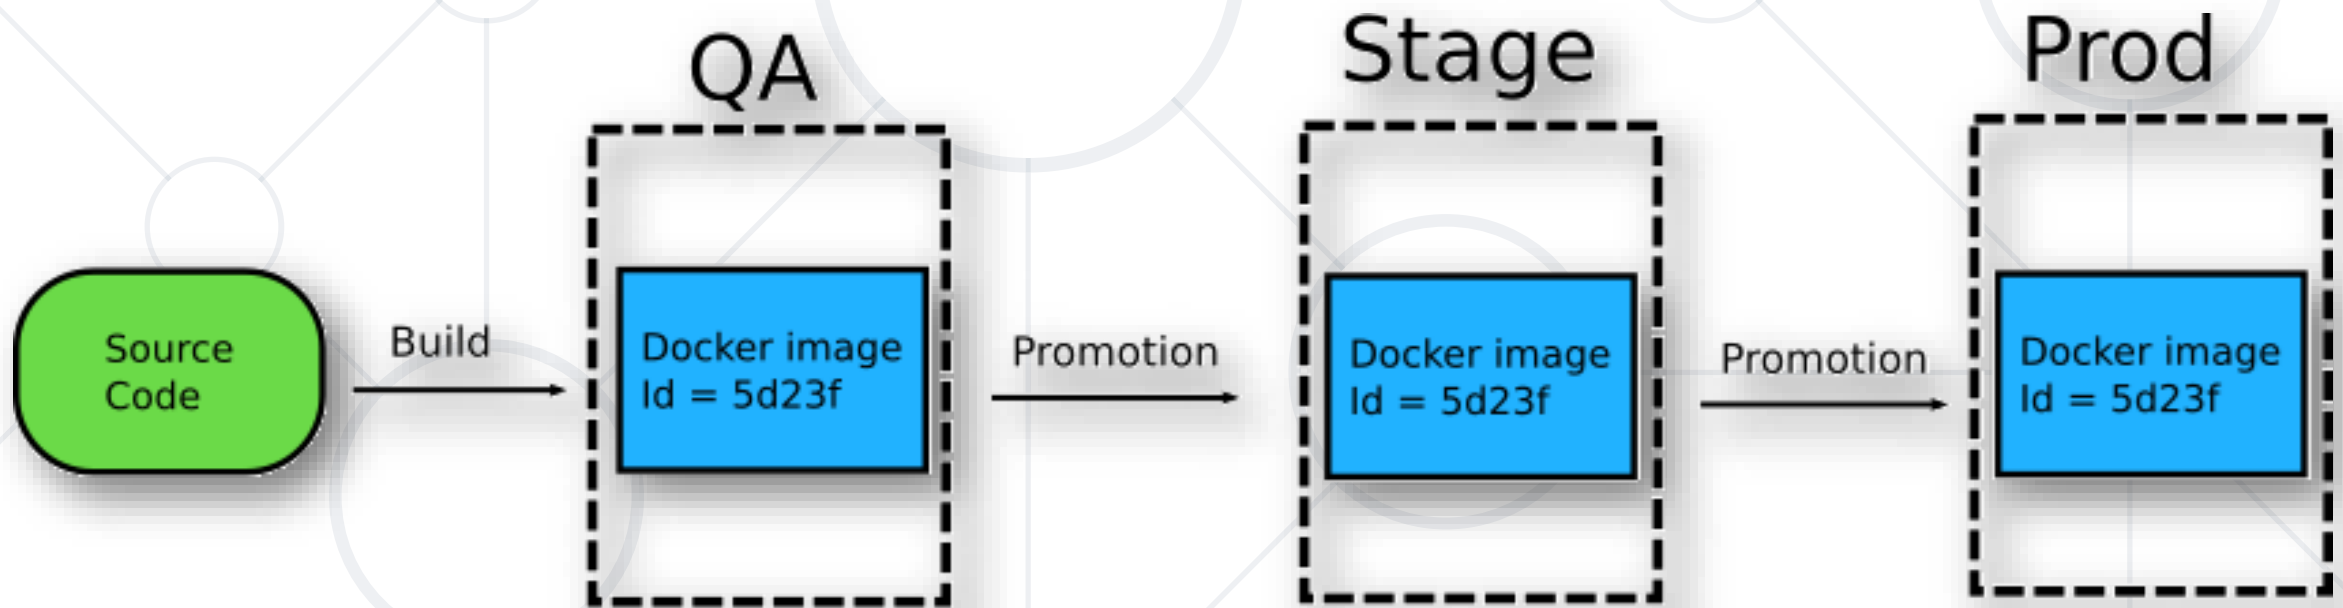 QA
Stage
Prod
Source
Code
Build
Docker image
Id = 5d23f
Promotion
Docker image
Id = 5d23f
Promotion
Docker image
Id = 5d23f